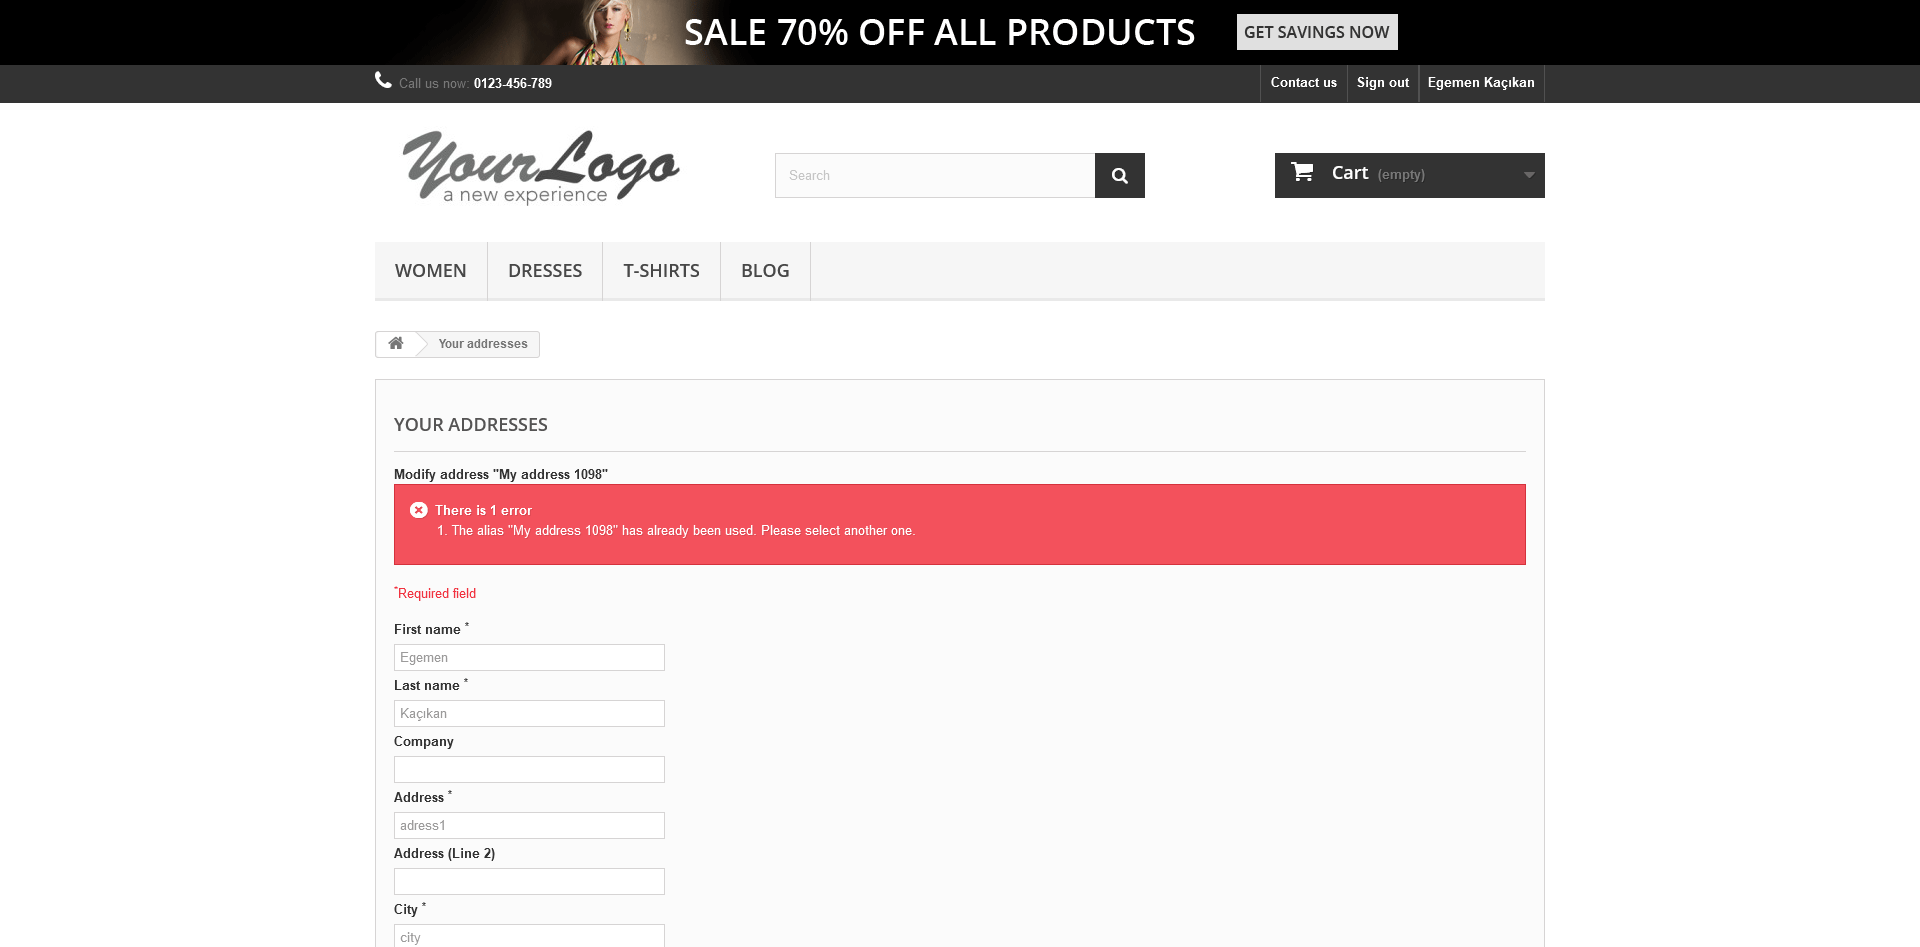 SALE 70% OFF ALL PRODUCTS GET SAVINGS NOW
Call us now: 0123-456-789 Contact us Sign out Egemen Kaçıkan
YourLogo
a new experience
Search
Cart (empty)
WOMEN DRESSES T-SHIRTS BLOG
Your addresses
YOUR ADDRESSES
Modify address "My address 1098"
There is 1 error
1. The alias "My address 1098" has already been used. Please select another one.
*Required field
First name *
Egemen
Last name *
Kaçıkan
Company
Address *
adress1
Address (Line 2)
City *
city